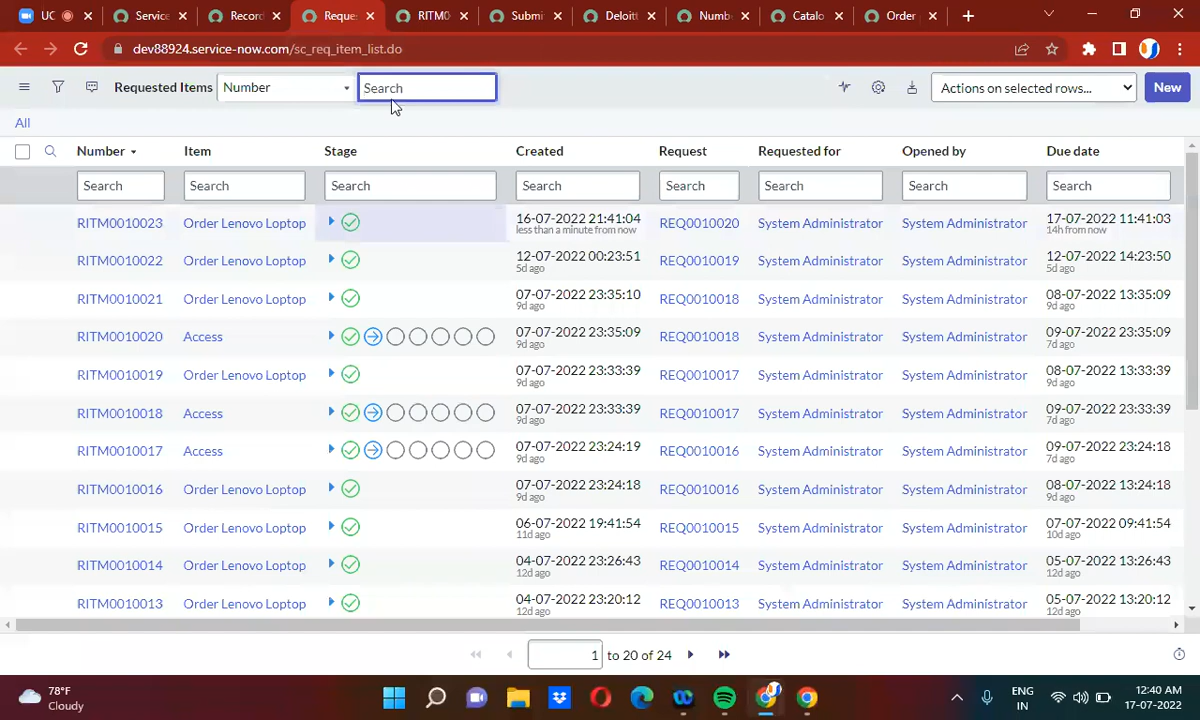 UC Service Record Reques RITM0 Submi Deloitt Numb Catalo Order
dev88924.service-now.com/sc_req_item_list.do
Requested Items Number Search Actions on selected rows... New
All
Number Item Stage Created Request Requested for Opened by Due date
Search Search Search Search Search Search Search Search
RITM0010023 Order Lenovo Loptop 16-07-2022 21:41:04 REQ0010020 System Administrator System Administrator 17-07-2022 11:41:03
less than a minute from now 14h from now
RITM0010022 Order Lenovo Loptop 12-07-2022 00:23:51 REQ0010019 System Administrator System Administrator 12-07-2022 14:23:50
5d ago 5d ago
RITM0010021 Order Lenovo Loptop 07-07-2022 23:35:10 REQ0010018 System Administrator System Administrator 08-07-2022 13:35:09
9d ago 9d ago
RITM0010020 Access 07-07-2022 23:35:09 REQ0010018 System Administrator System Administrator 09-07-2022 23:35:09
9d ago 7d ago
RITM0010019 Order Lenovo Loptop 07-07-2022 23:33:39 REQ0010017 System Administrator System Administrator 08-07-2022 13:33:39
9d ago 9d ago
RITM0010018 Access 07-07-2022 23:33:39 REQ0010017 System Administrator System Administrator 09-07-2022 23:33:39
9d ago 7d ago
RITM0010017 Access 07-07-2022 23:24:19 REQ0010016 System Administrator System Administrator 09-07-2022 23:24:18
9d ago 7d ago
RITM0010016 Order Lenovo Loptop 07-07-2022 23:24:18 REQ0010016 System Administrator System Administrator 08-07-2022 13:24:18
9d ago 9d ago
RITM0010015 Order Lenovo Loptop 06-07-2022 19:41:54 REQ0010015 System Administrator System Administrator 07-07-2022 09:41:54
11d ago 10d ago
RITM0010014 Order Lenovo Loptop 04-07-2022 23:26:43 REQ0010014 System Administrator System Administrator 05-07-2022 13:26:43
12d ago 12d ago
RITM0010013 Order Lenovo Loptop 04-07-2022 23:20:12 REQ0010013 System Administrator System Administrator 05-07-2022 13:20:12
12d ago 12d ago
1 to 20 of 24
78°F ENG 12:40 AM
Cloudy IN 17-07-2022